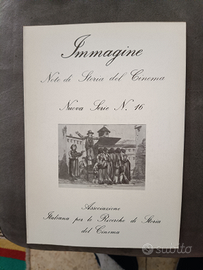 Immagine
Note di Storia del Cinema
Nuova Serie N. 16
Associazione
Italiana per le Ricerche di Storia
del Cinema
subito